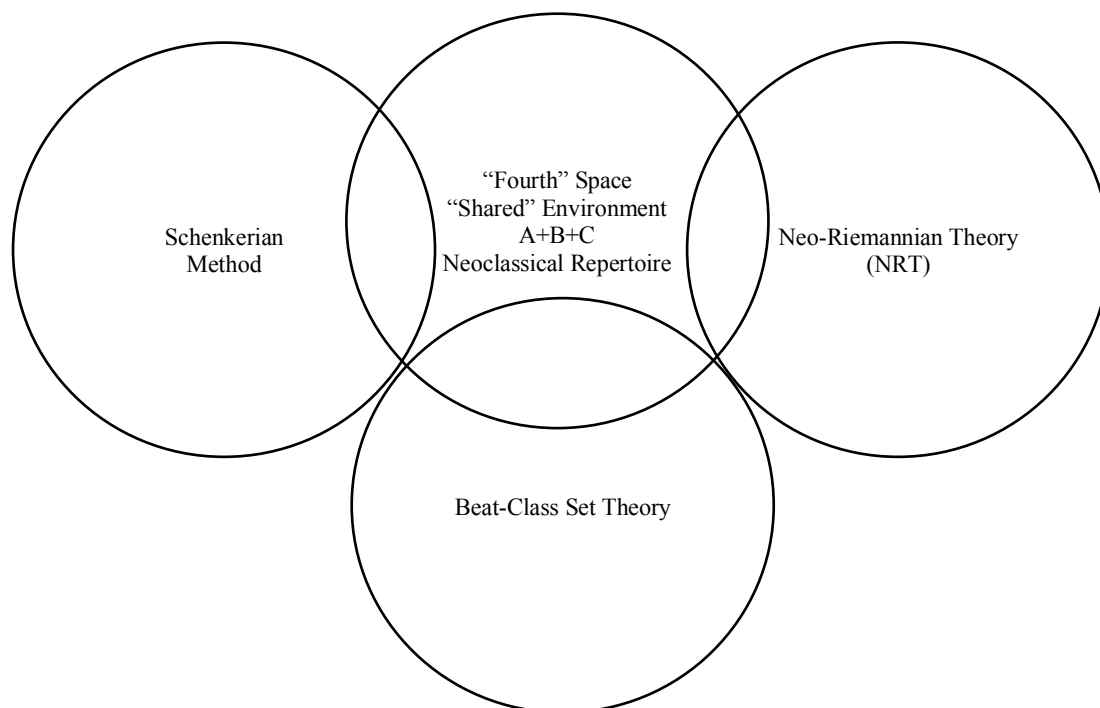 “Fourth” Space
“Shared” Environment
A+B+C
Neoclassical Repertoire
Schenkerian
Method
Neo-Riemannian Theory
(NRT)
Beat-Class Set Theory